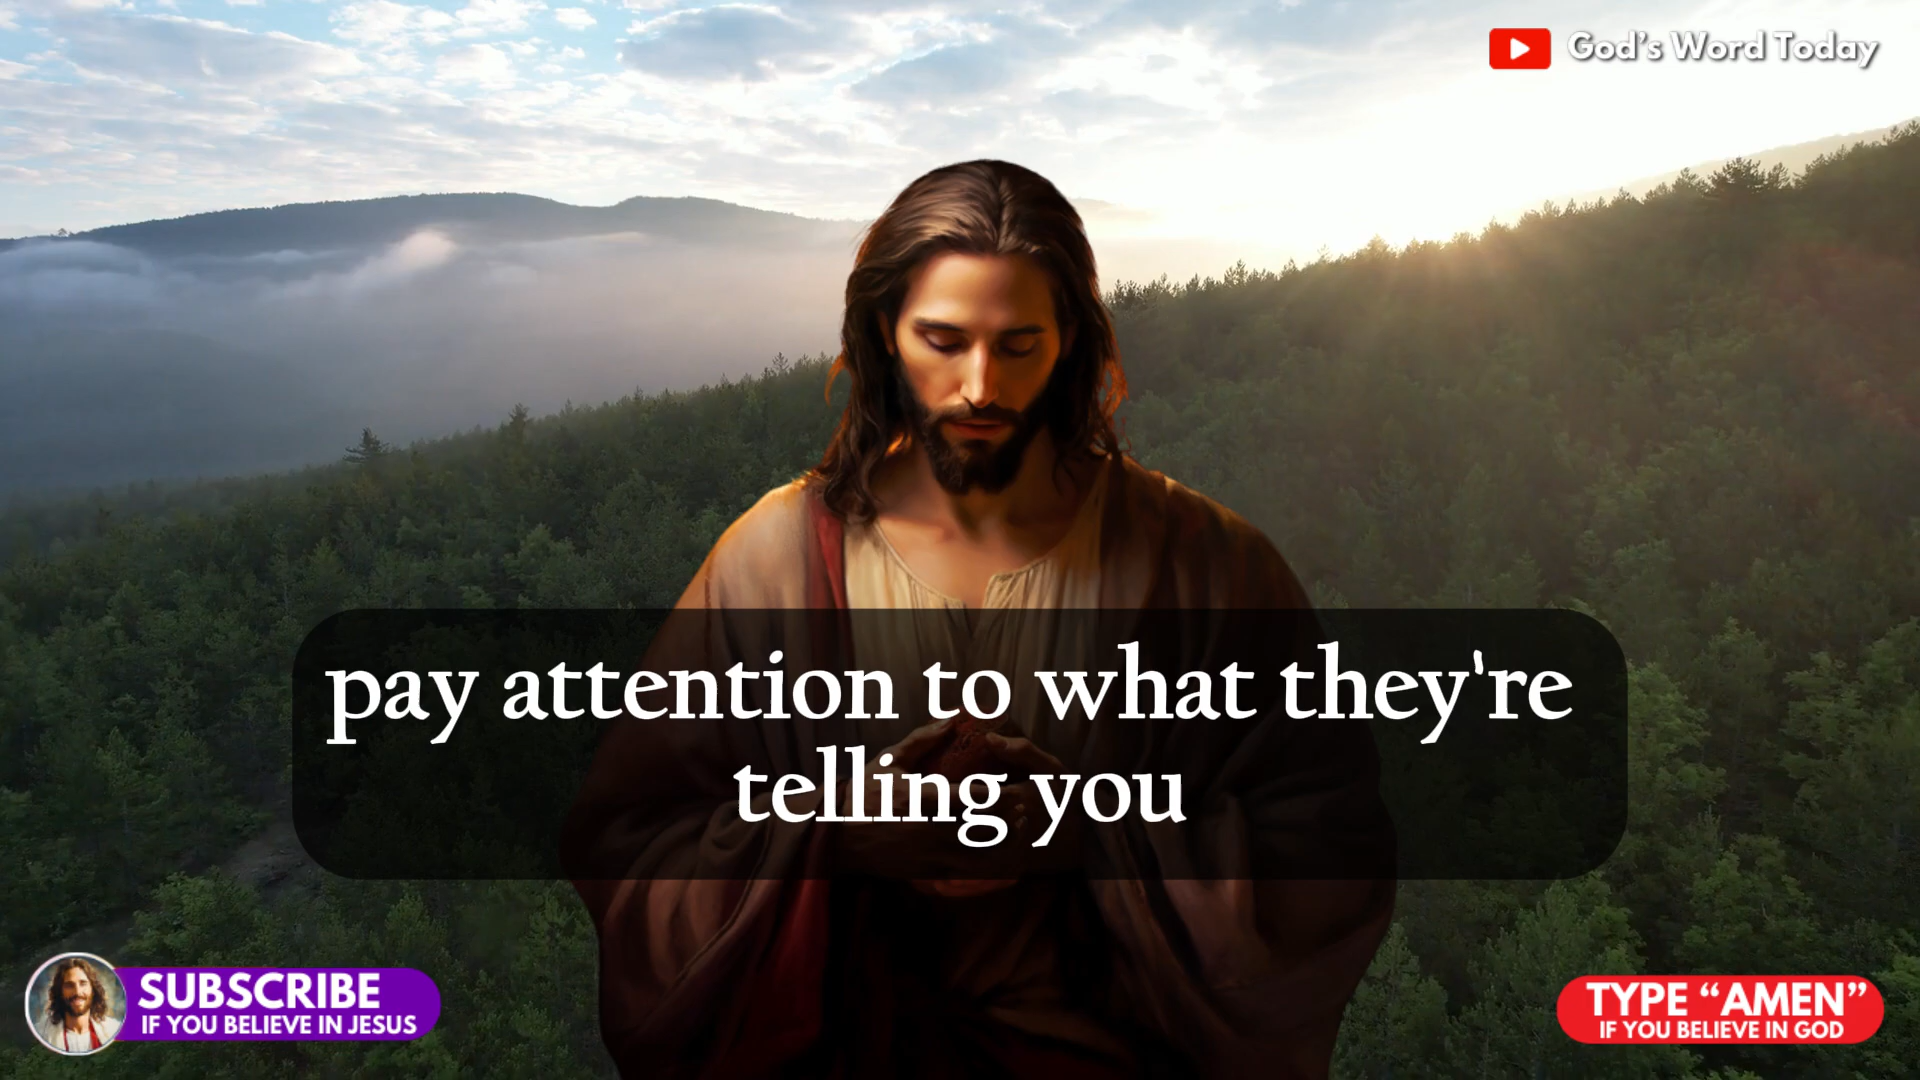 God's Word Today
pay attention to what they're
telling you
SUBSCRIBE
IF YOU BELIEVE IN JESUS
TYPE “AMEN”
IF YOU BELIEVE IN GOD